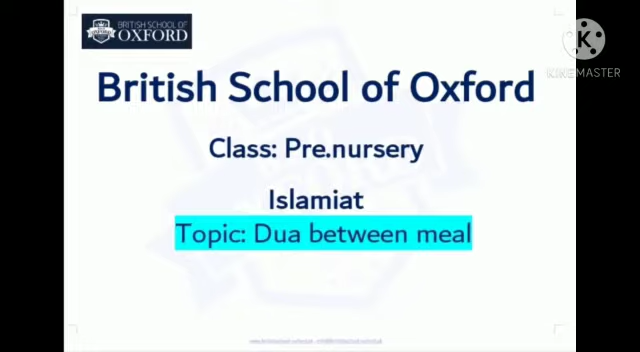 BRITISH SCHOOL OF
OXFORD
K
KINEMASTER
British School of Oxford
Class: Pre.nursery
Islamiat
Topic: Dua between meal